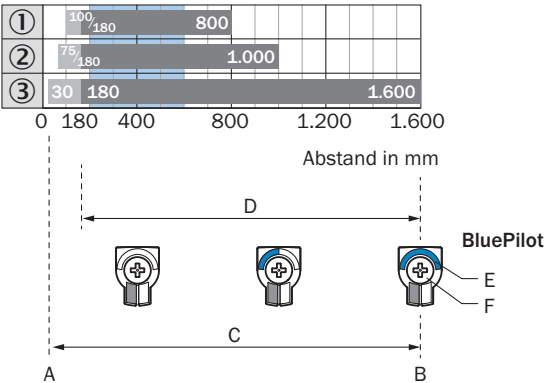 ① 100/180 800
② 75/180 1.000
③ 30 180 1.600
0 180 400 800 1.200 1.600
Abstand in mm
D
BluePilot
E
F
C
A B